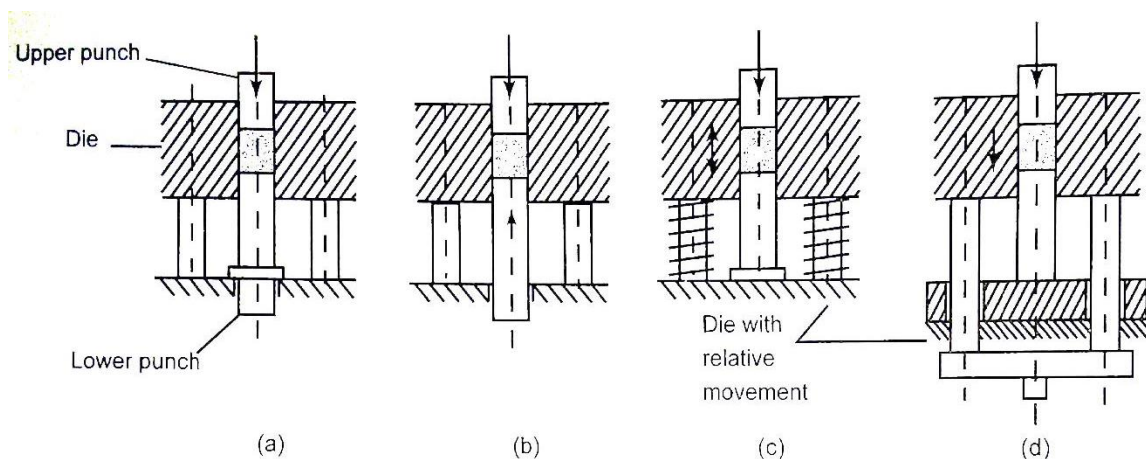 Upper punch
Die
Lower punch
Die with
relative
movement
(a)
(b)
(c)
(d)